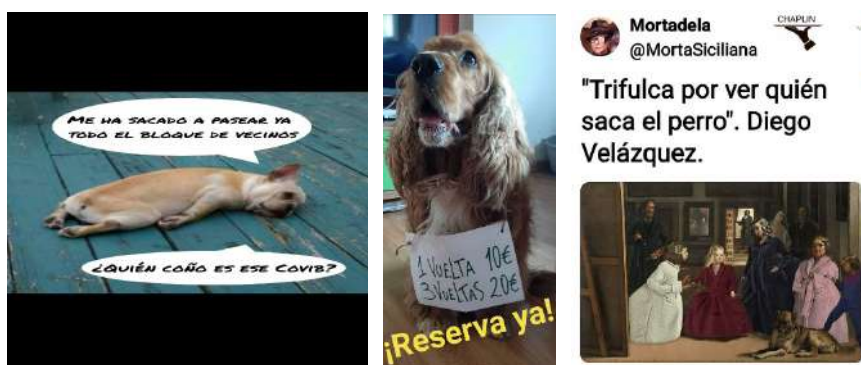 ME HA SACADO A PASEAR YA
TODO EL BLOQUE DE VECINOS
¿QUIÉN COÑO ES ESE COVIB?
1 VUELTA 10€
3 VUELTAS 20€
¡Reserva ya!
Mortadela
@MortaSiciliana
CHAPLIN
"Trifulca por ver quién
saca el perro". Diego
Velázquez.